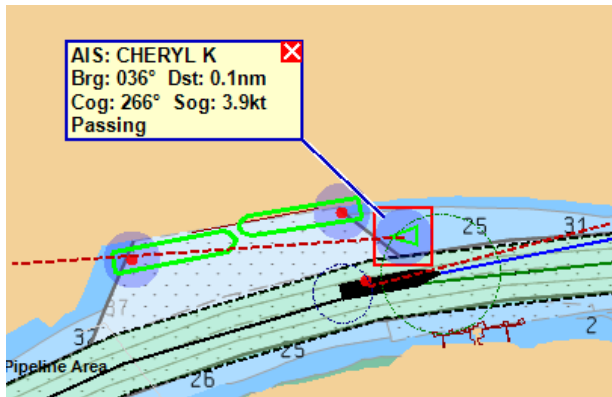 AIS: CHERYL K
Brg: 036° Dst: 0.1nm
Cog: 266° Sog: 3.9kt
Passing
25
31
37
37
25
2
Pipeline Area
26